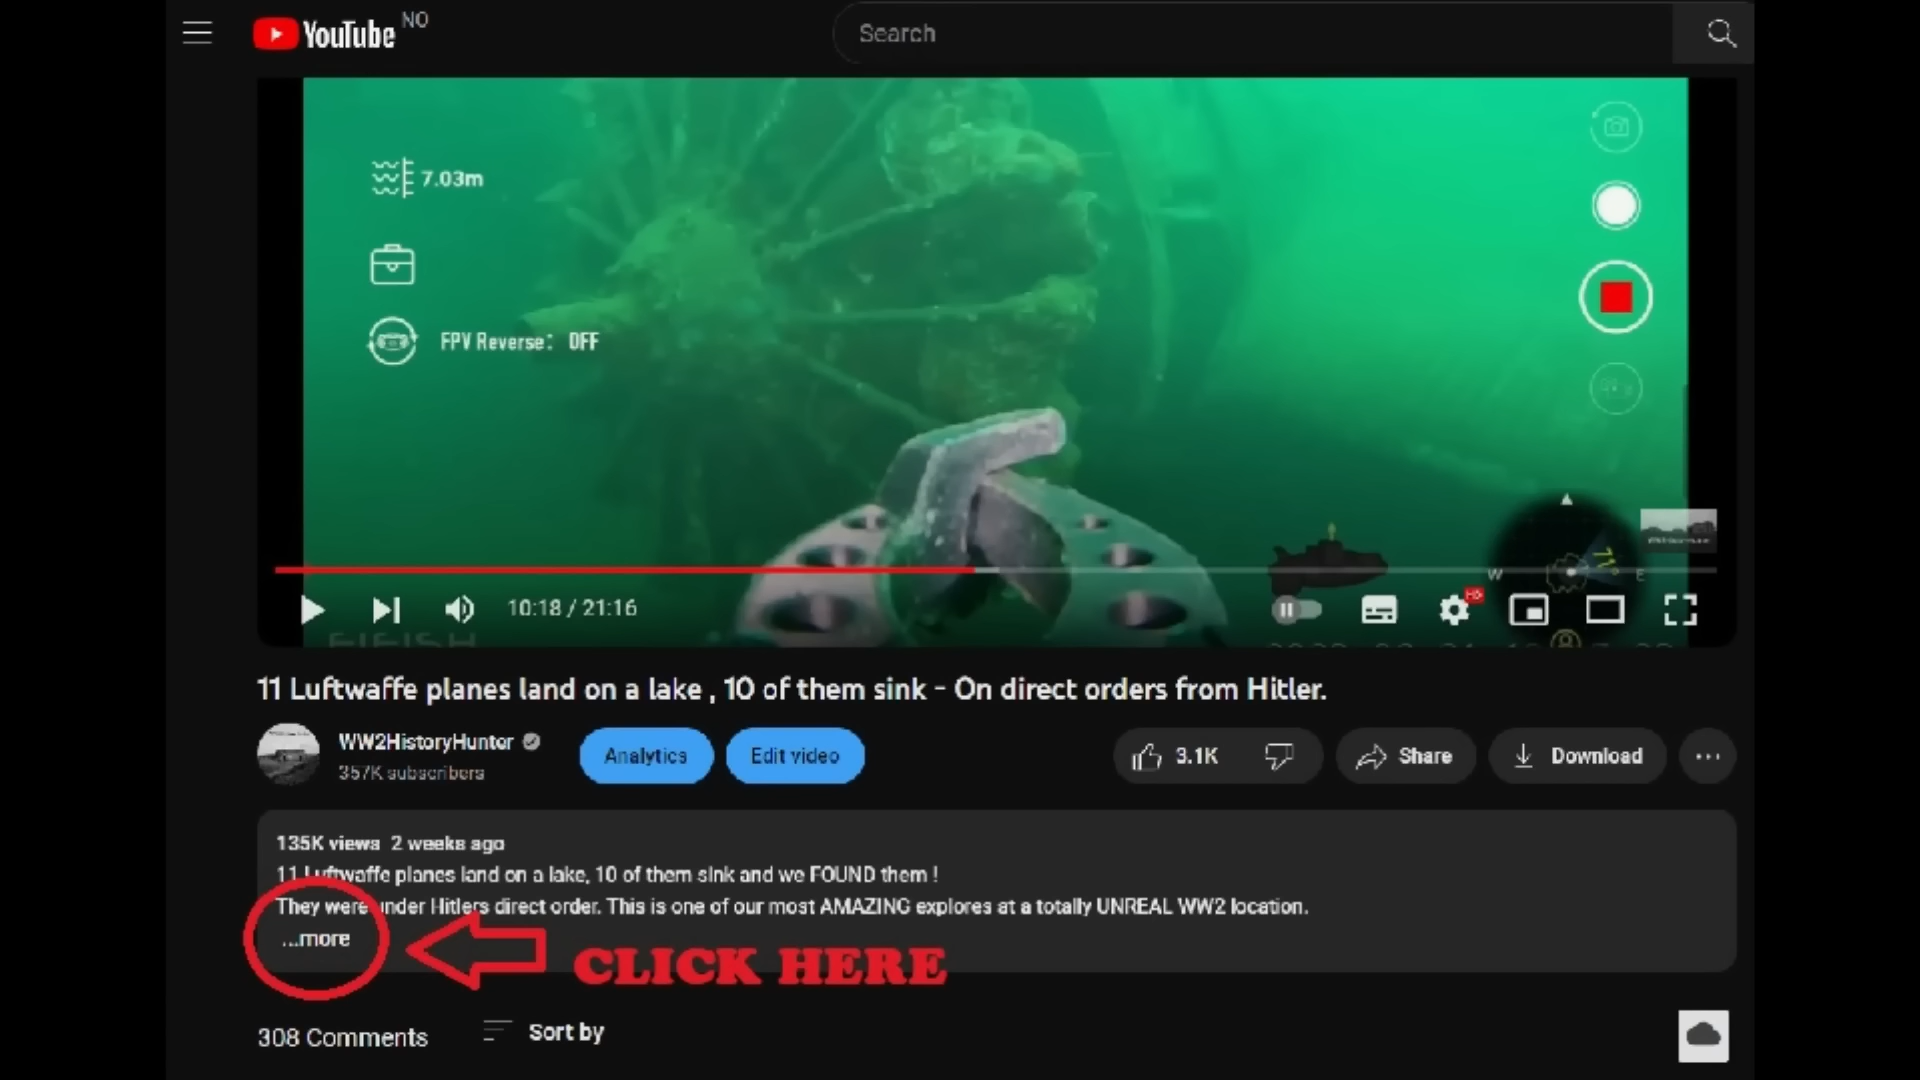 YouTube NO
Search
7.03m
FPV Reverse: OFF
W
E
71°
HD
10:18 / 21:16
11 Luftwaffe planes land on a lake , 10 of them sink - On direct orders from Hitler.
WW2HistoryHunter
357K subscribers
Analytics
Edit video
3.1K
Share
Download
135K views 2 weeks ago
11 Luftwaffe planes land on a lake, 10 of them sink and we FOUND them !
They were under Hitlers direct order. This is one of our most AMAZING explores at a totally UNREAL WW2 location.
...more
CLICK HERE
308 Comments
Sort by